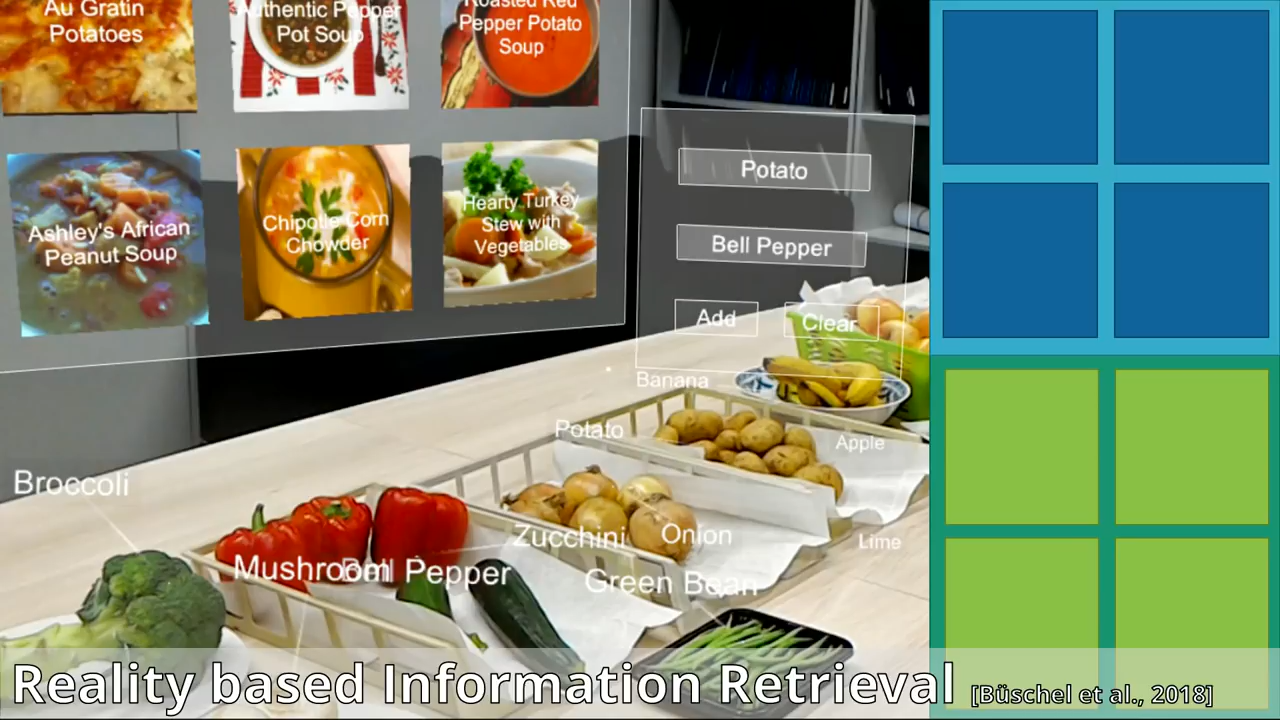 Au Gratin
Potatoes
Authentic Pepper
Pot Soup
Roasted Red
Pepper Potato
Soup
Ashley's African
Peanut Soup
Chipotle Corn
Chowder
Hearty Turkey
Stew with
Vegetables
Potato
Bell Pepper
Add
Clear
Banana
Potato
Apple
Broccoli
Zucchini
Onion
Lime
Mushroom
Bell Pepper
Green Bean
Reality based Information Retrieval [Büschel et al., 2018]